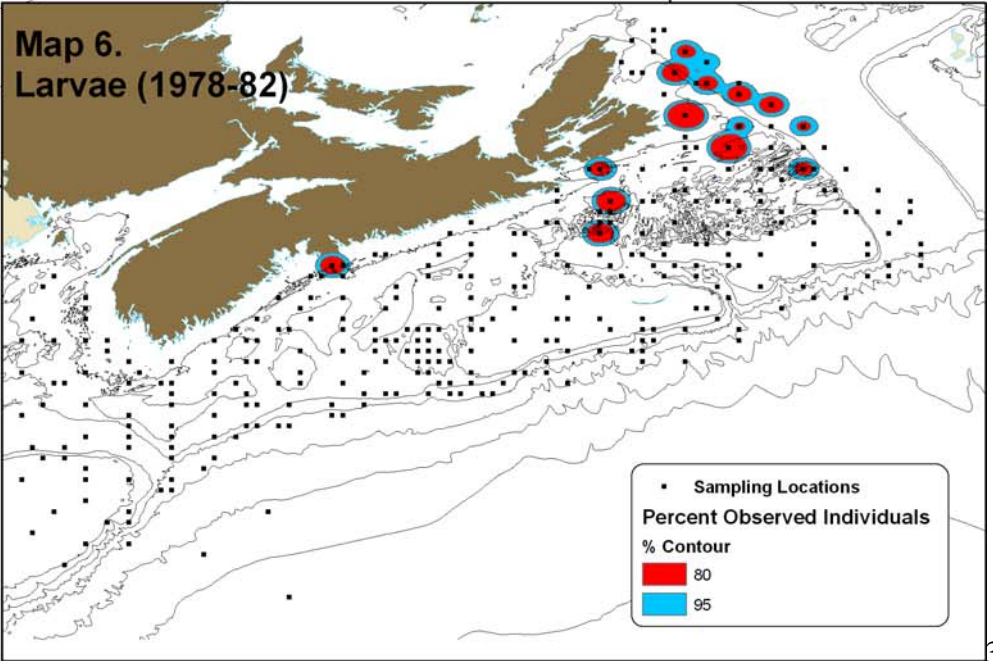 Map 6.
Larvae (1978-82)
Sampling Locations
Percent Observed Individuals
% Contour
80
95